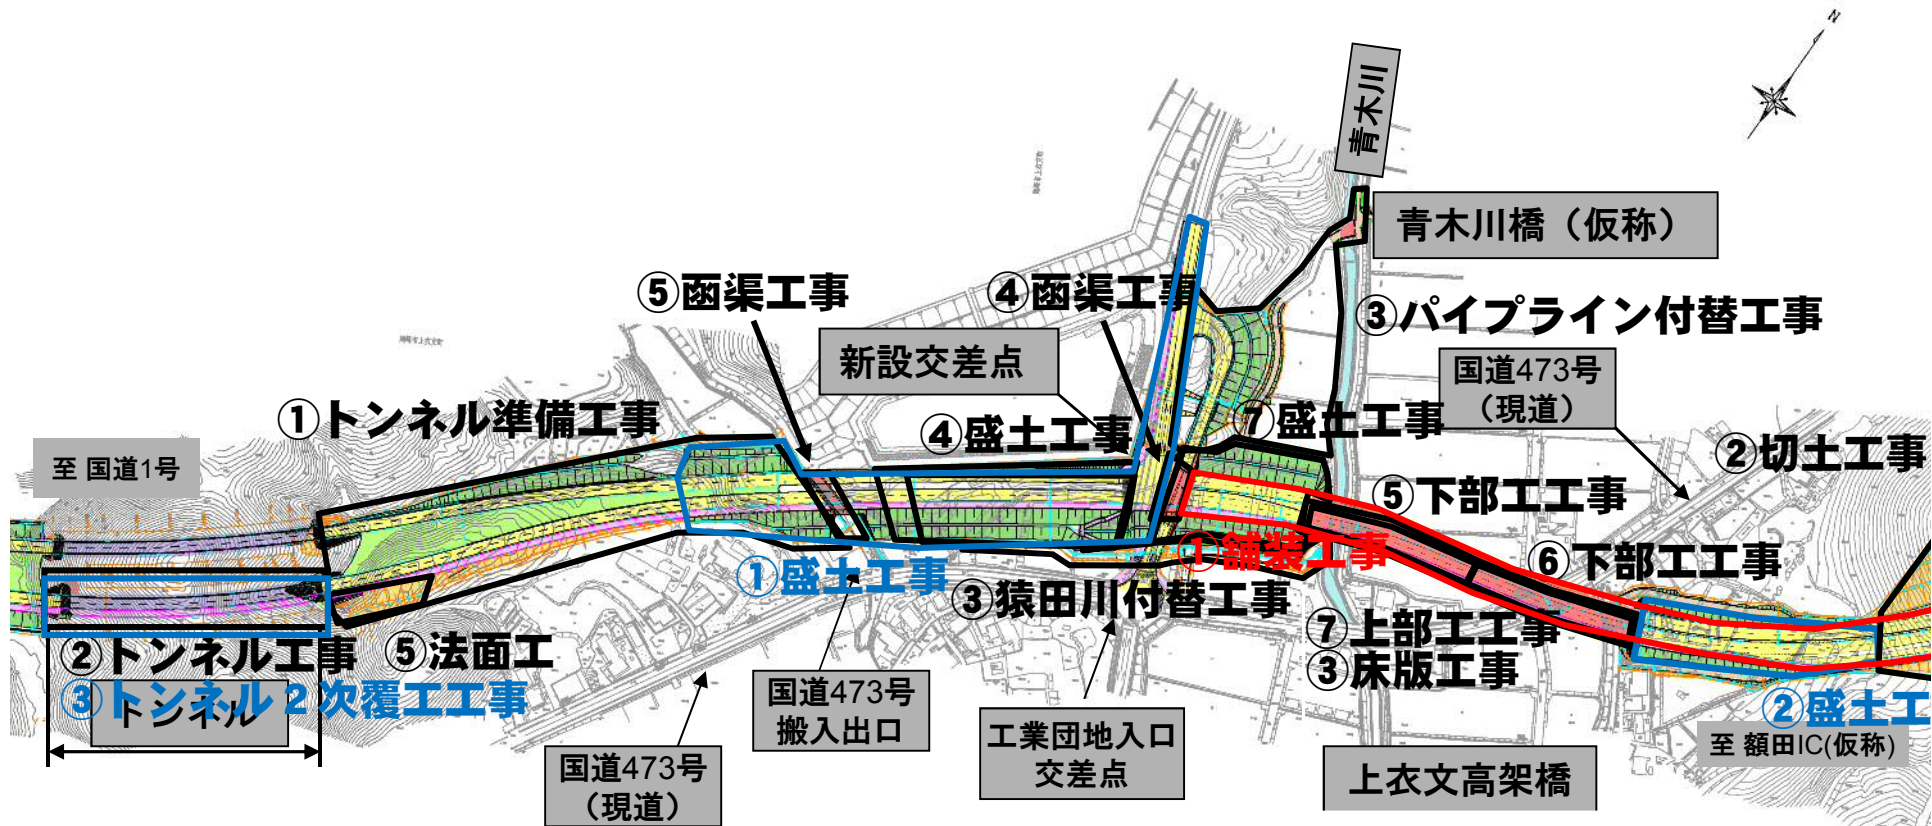 N
青木川
青木川橋（仮称）
⑤函渠工事
④函渠工事
③パイプライン付替工事
新設交差点
国道473号
（現道）
①トンネル準備工事
④盛土工事
⑦盛土工事
②切土工事
至 国道1号
⑤下部工工事
①舗装工事
⑥下部工工事
①盛土工事
③猿田川付替工事
⑦上部工工事
③床版工事
②トンネル工事
⑤法面工
③トンネル２次覆工工事
トンネル
国道473号
搬入出口
②盛土工
工業団地入口
交差点
至 額田IC(仮称)
国道473号
（現道）
上衣文高架橋